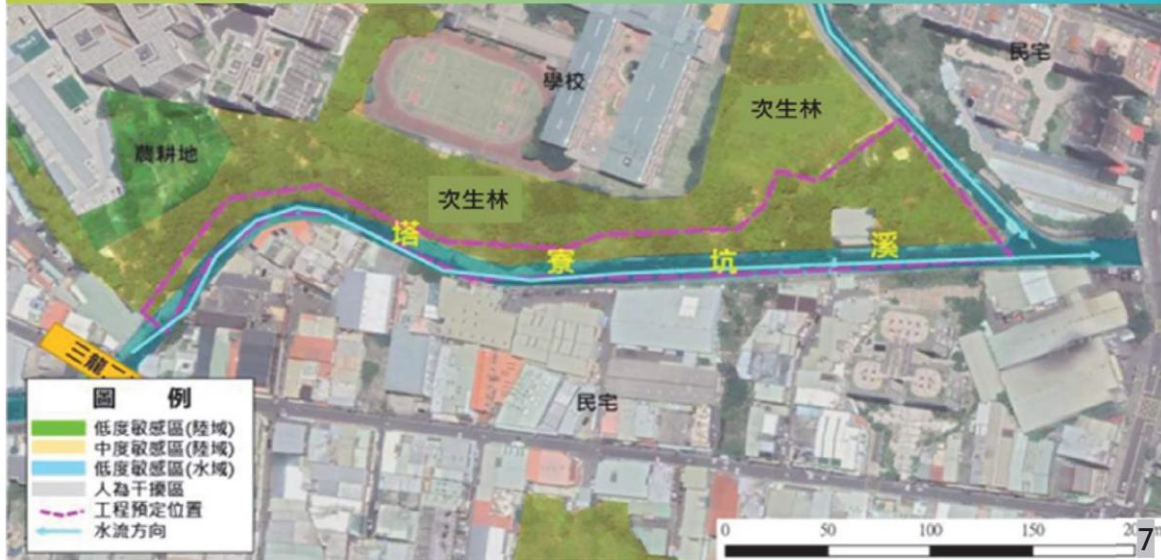 民宅
學校
次生林
農耕地
次生林
塔寮坑溪
三龍二
民宅
圖 例
低度敏感區(陸域)
中度敏感區(陸域)
低度敏感區(水域)
人為干擾區
工程預定位置
水流方向
0 50 100 150
7